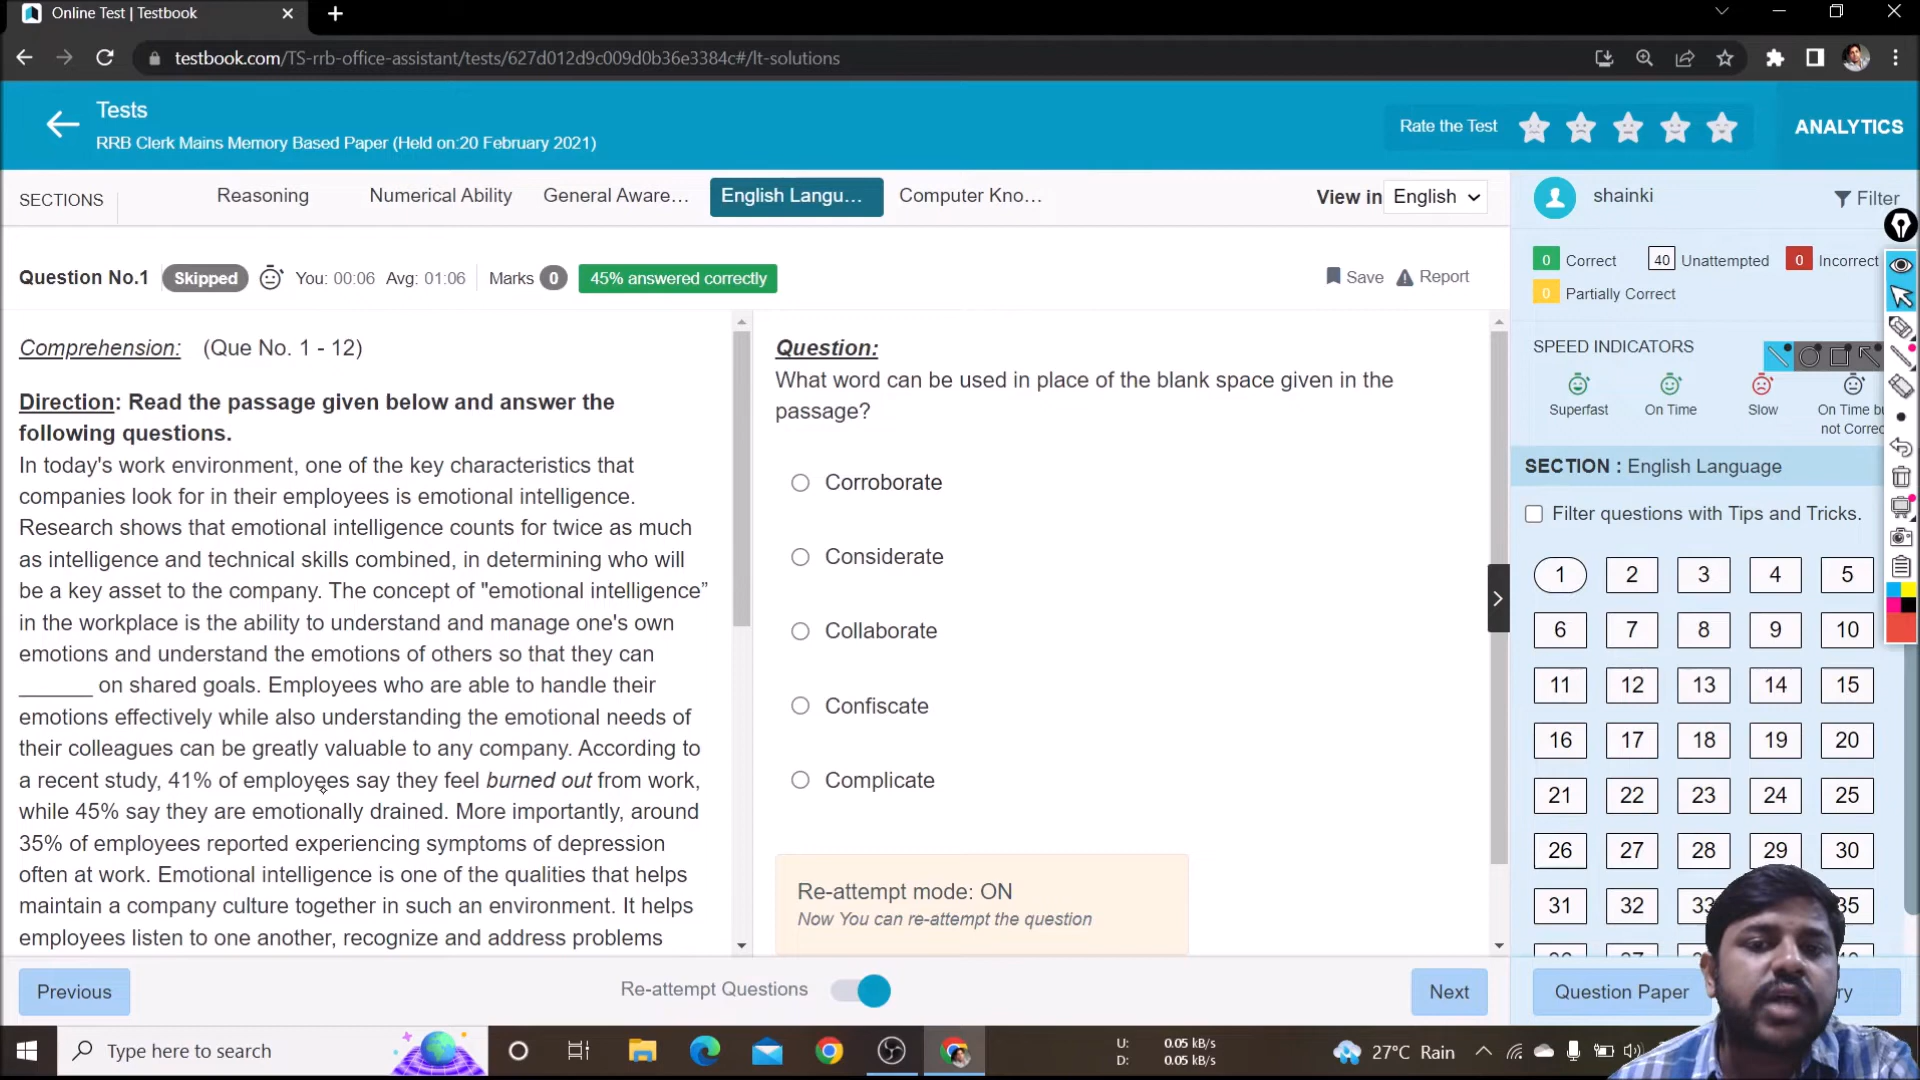 Online Test | Testbook
testbook.com/TS-rrb-office-assistant/tests/627d012d9c009d0b36e3384c#/lt-solutions
Tests
RRB Clerk Mains Memory Based Paper (Held on:20 February 2021)
Rate the Test
ANALYTICS
SECTIONS
Reasoning
Numerical Ability
General Aware...
English Langu...
Computer Kno...
View in
English
shainki
Filter
Question No.1
Skipped
You: 00:06
Avg: 01:06
Marks
0
45% answered correctly
Save
Report
0 Correct
40 Unattempted
0 Incorrect
0 Partially Correct
SPEED INDICATORS
Superfast
On Time
Slow
On Time bu
not Correc
Comprehension: (Que No. 1 - 12)
Direction: Read the passage given below and answer the
following questions.
In today's work environment, one of the key characteristics that
companies look for in their employees is emotional intelligence.
Research shows that emotional intelligence counts for twice as much
as intelligence and technical skills combined, in determining who will
be a key asset to the company. The concept of "emotional intelligence”
in the workplace is the ability to understand and manage one's own
emotions and understand the emotions of others so that they can
______ on shared goals. Employees who are able to handle their
emotions effectively while also understanding the emotional needs of
their colleagues can be greatly valuable to any company. According to
a recent study, 41% of employees say they feel burned out from work,
while 45% say they are emotionally drained. More importantly, around
35% of employees reported experiencing symptoms of depression
often at work. Emotional intelligence is one of the qualities that helps
maintain a company culture together in such an environment. It helps
employees listen to one another, recognize and address problems
Question:
What word can be used in place of the blank space given in the
passage?
Corroborate
Considerate
Collaborate
Confiscate
Complicate
Re-attempt mode: ON
Now You can re-attempt the question
SECTION : English Language
Filter questions with Tips and Tricks.
1 2 3 4 5
6 7 8 9 10
11 12 13 14 15
16 17 18 19 20
21 22 23 24 25
26 27 28 29 30
31 32 33 35
Previous
Re-attempt Questions
Next
Question Paper
ry
Type here to search
U: 0.05 kB/s
D: 0.05 kB/s
27°C Rain